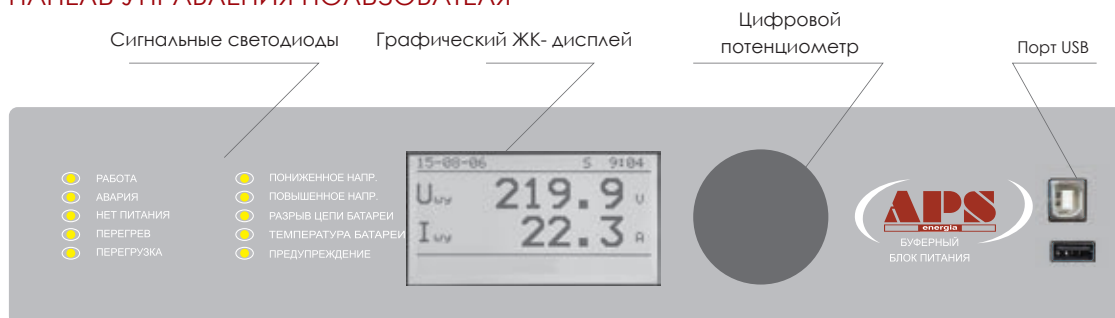 ПАНЕЛЬ УПРАВЛЕНИЯ ПОЛЬЗОВАТЕЛЯ
Сигнальные светодиоды
Графический ЖК- дисплей
Цифровой
потенциометр
Порт USB
РАБОТА
АВАРИЯ
НЕТ ПИТАНИЯ
ПЕРЕГРЕВ
ПЕРЕГРУЗКА
ПОНИЖЕННОЕ НАПР.
ПОВЫШЕННОЕ НАПР.
РАЗРЫВ ЦЕПИ БАТАРЕИ
ТЕМПЕРАТУРА БАТАРЕИ
ПРЕДУПРЕЖДЕНИЕ
15-08-06 S 9:04
Uwy 219.9 V
Iwy 22.3 A
APS
energia
БУФЕРНЫЙ
БЛОК ПИТАНИЯ